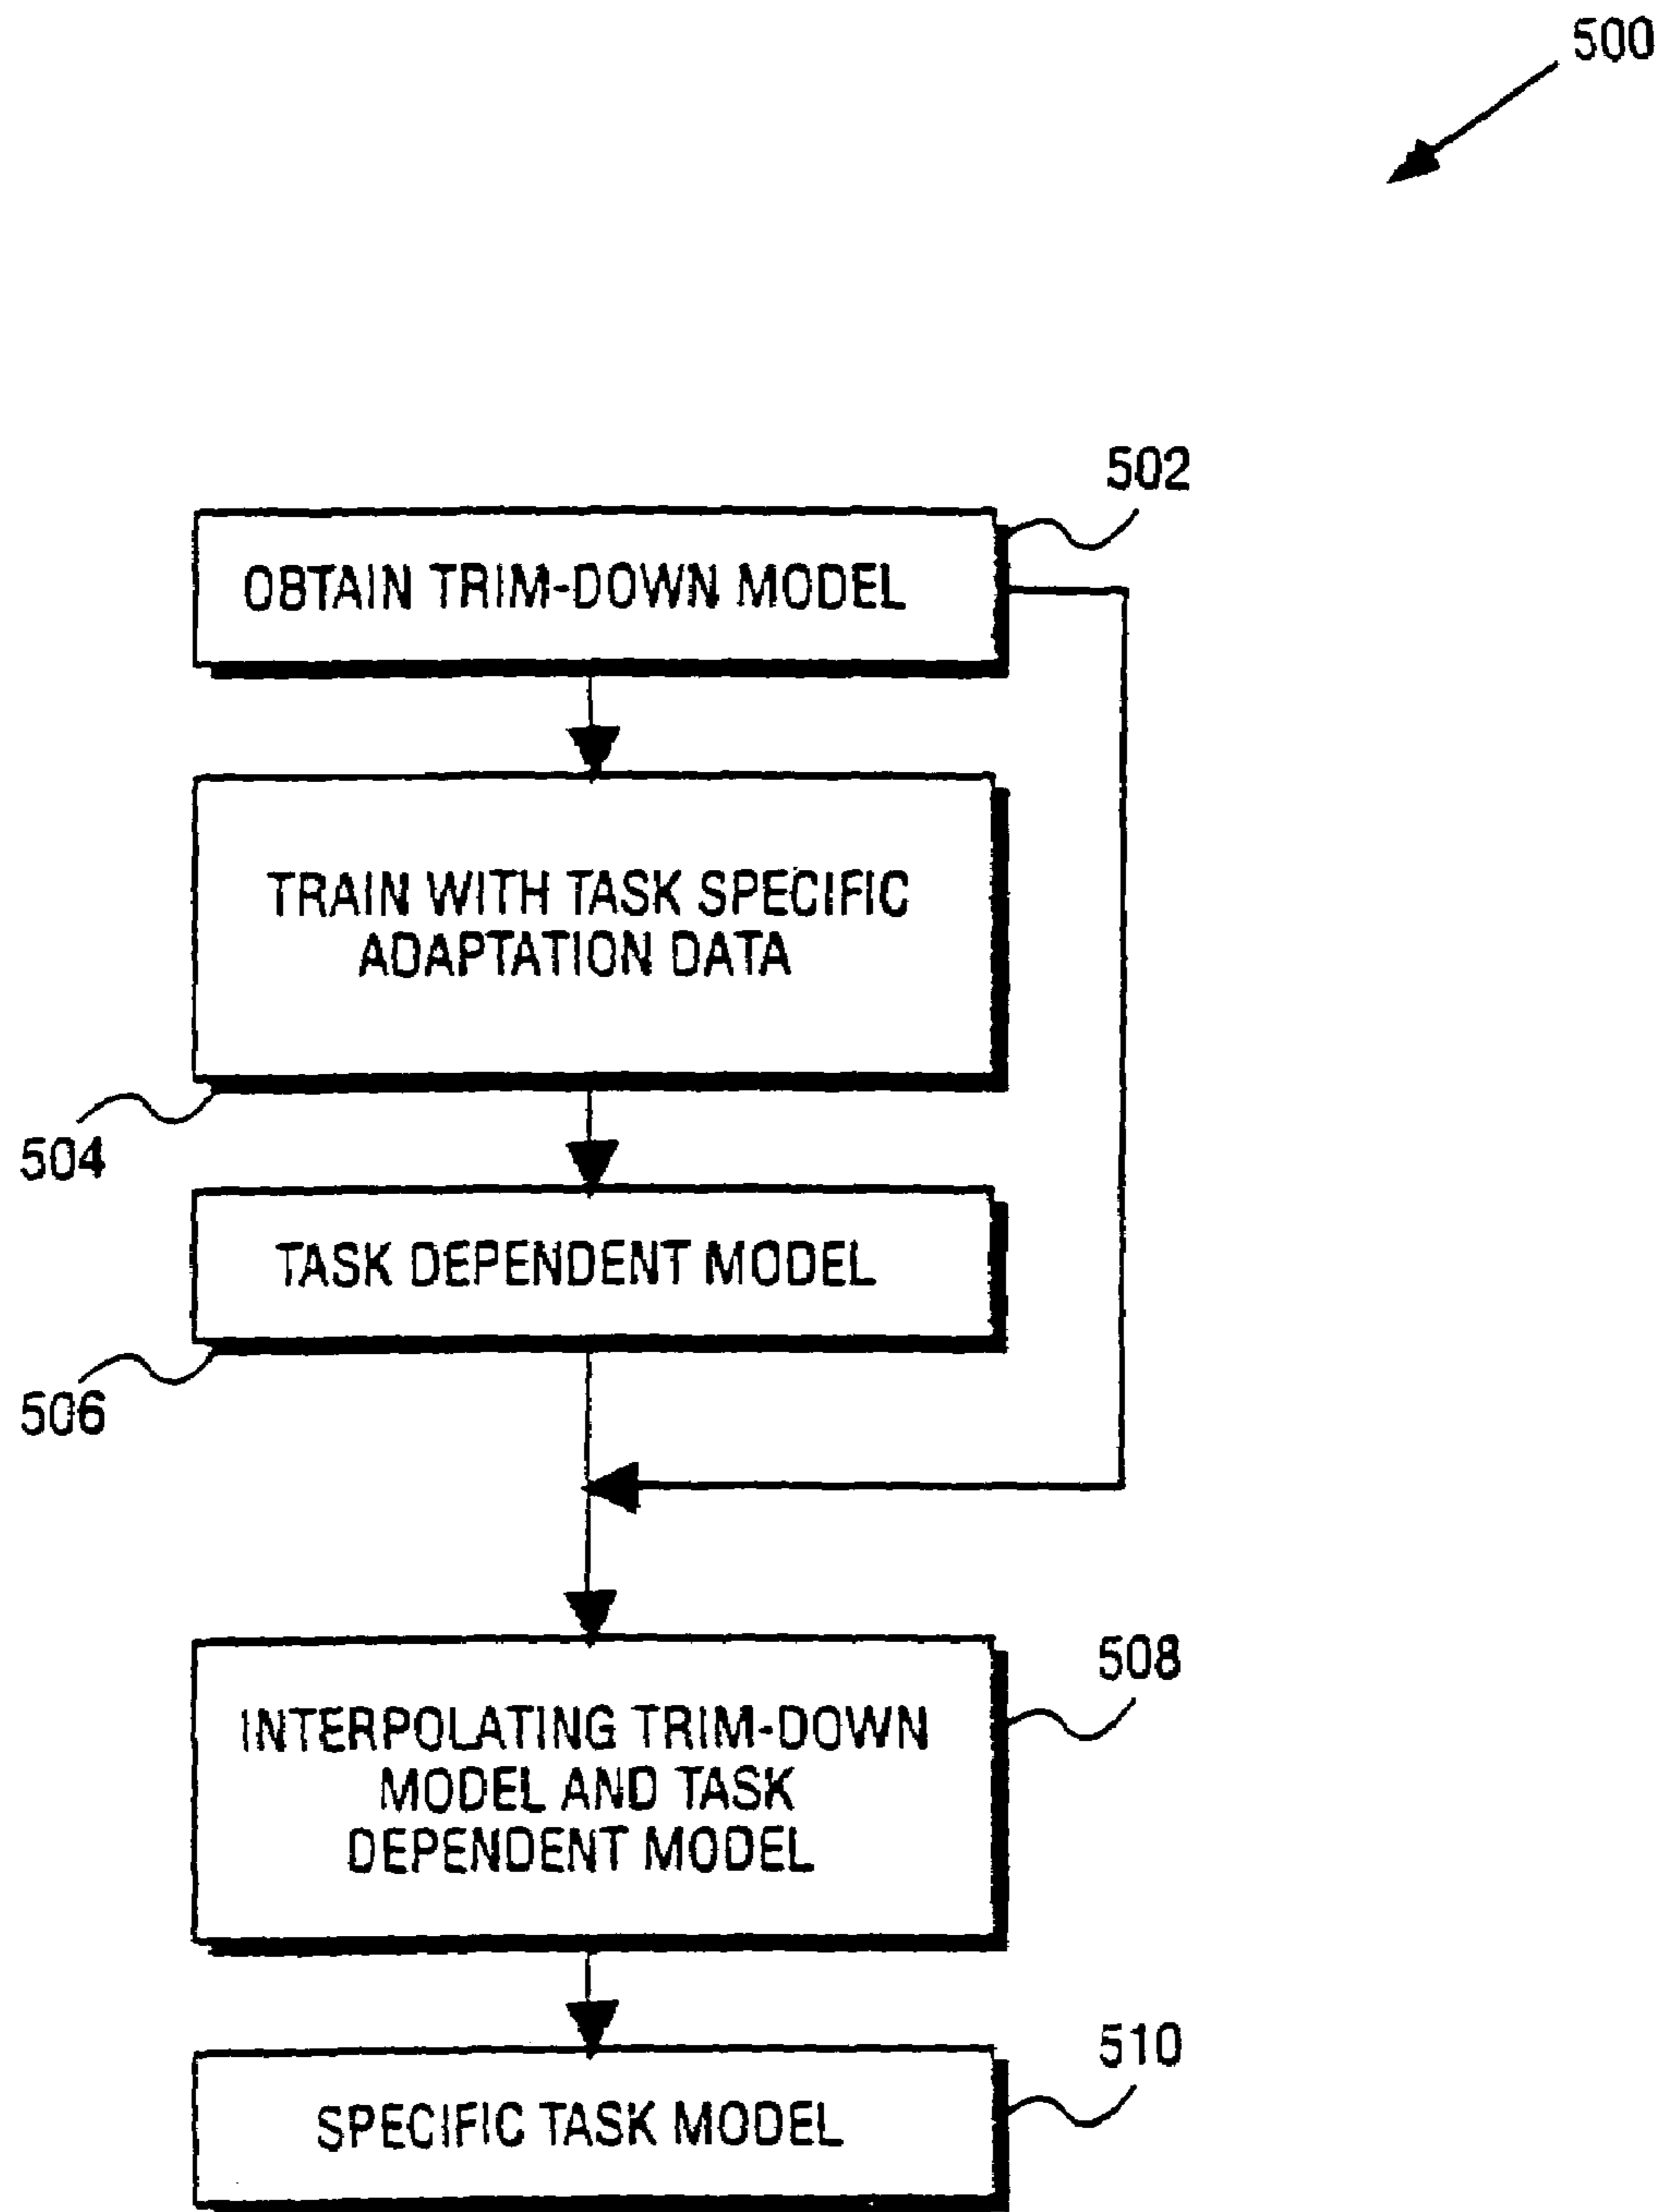 500
502
OBTAIN TRIM-DOWN MODEL
TRAIN WITH TASK SPECIFIC
ADAPTATION DATA
504
TASK DEPENDENT MODEL
506
508
INTERPOLATING TRIM-DOWN
MODEL AND TASK
DEPENDENT MODEL
510
SPECIFIC TASK MODEL